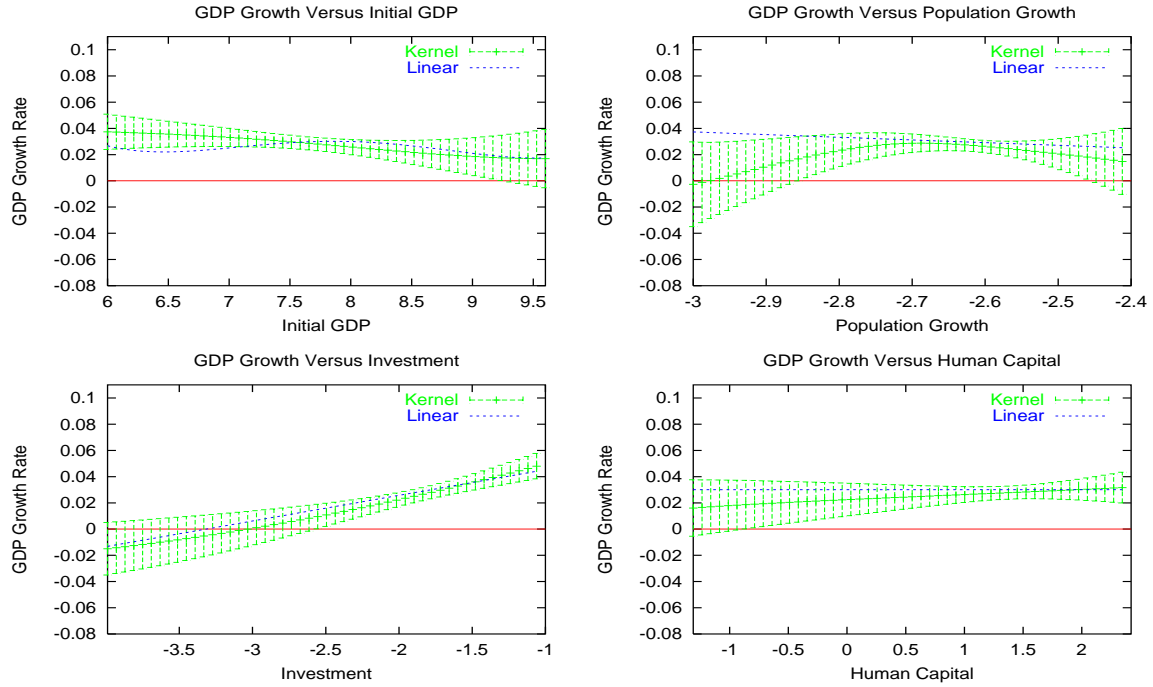 GDP Growth Versus Initial GDP
GDP Growth Rate
0.1
0.08
0.06
0.04
0.02
0
-0.02
-0.04
-0.06
-0.08
Kernel
Linear
6 6.5 7 7.5 8 8.5 9 9.5
Initial GDP
GDP Growth Versus Population Growth
GDP Growth Rate
0.1
0.08
0.06
0.04
0.02
0
-0.02
-0.04
-0.06
-0.08
Kernel
Linear
-3 -2.9 -2.8 -2.7 -2.6 -2.5 -2.4
Population Growth
GDP Growth Versus Investment
GDP Growth Rate
0.1
0.08
0.06
0.04
0.02
0
-0.02
-0.04
-0.06
-0.08
Kernel
Linear
-3.5 -3 -2.5 -2 -1.5 -1
Investment
GDP Growth Versus Human Capital
GDP Growth Rate
0.1
0.08
0.06
0.04
0.02
0
-0.02
-0.04
-0.06
-0.08
Kernel
Linear
-1 -0.5 0 0.5 1 1.5 2
Human Capital